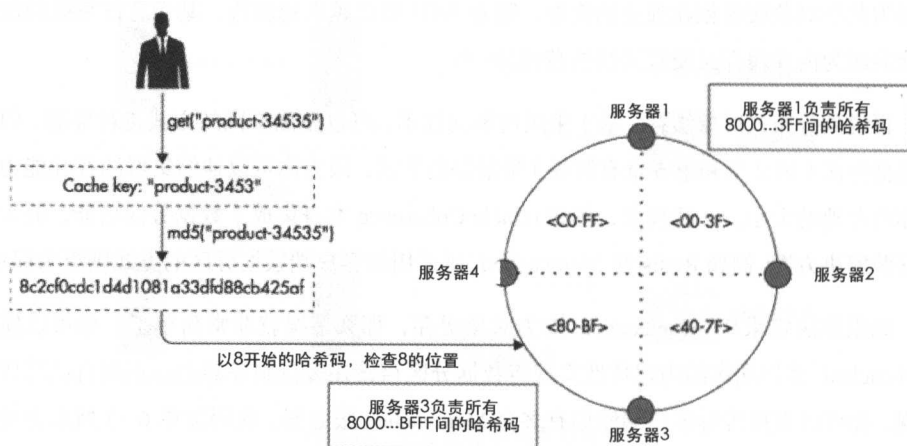 get("product-34535")
Cache key: "product-3453"
md5("product-34535")
8c2cf0cdc1d4d1081a33dfd88cb425af
以8开始的哈希码，检查8的位置
服务器1
服务器1负责所有
8000...3FF间的哈希码
<C0-FF>
<00-3F>
服务器4
服务器2
<80-BF>
<40-7F>
服务器3
服务器3负责所有
8000...BFFF间的哈希码